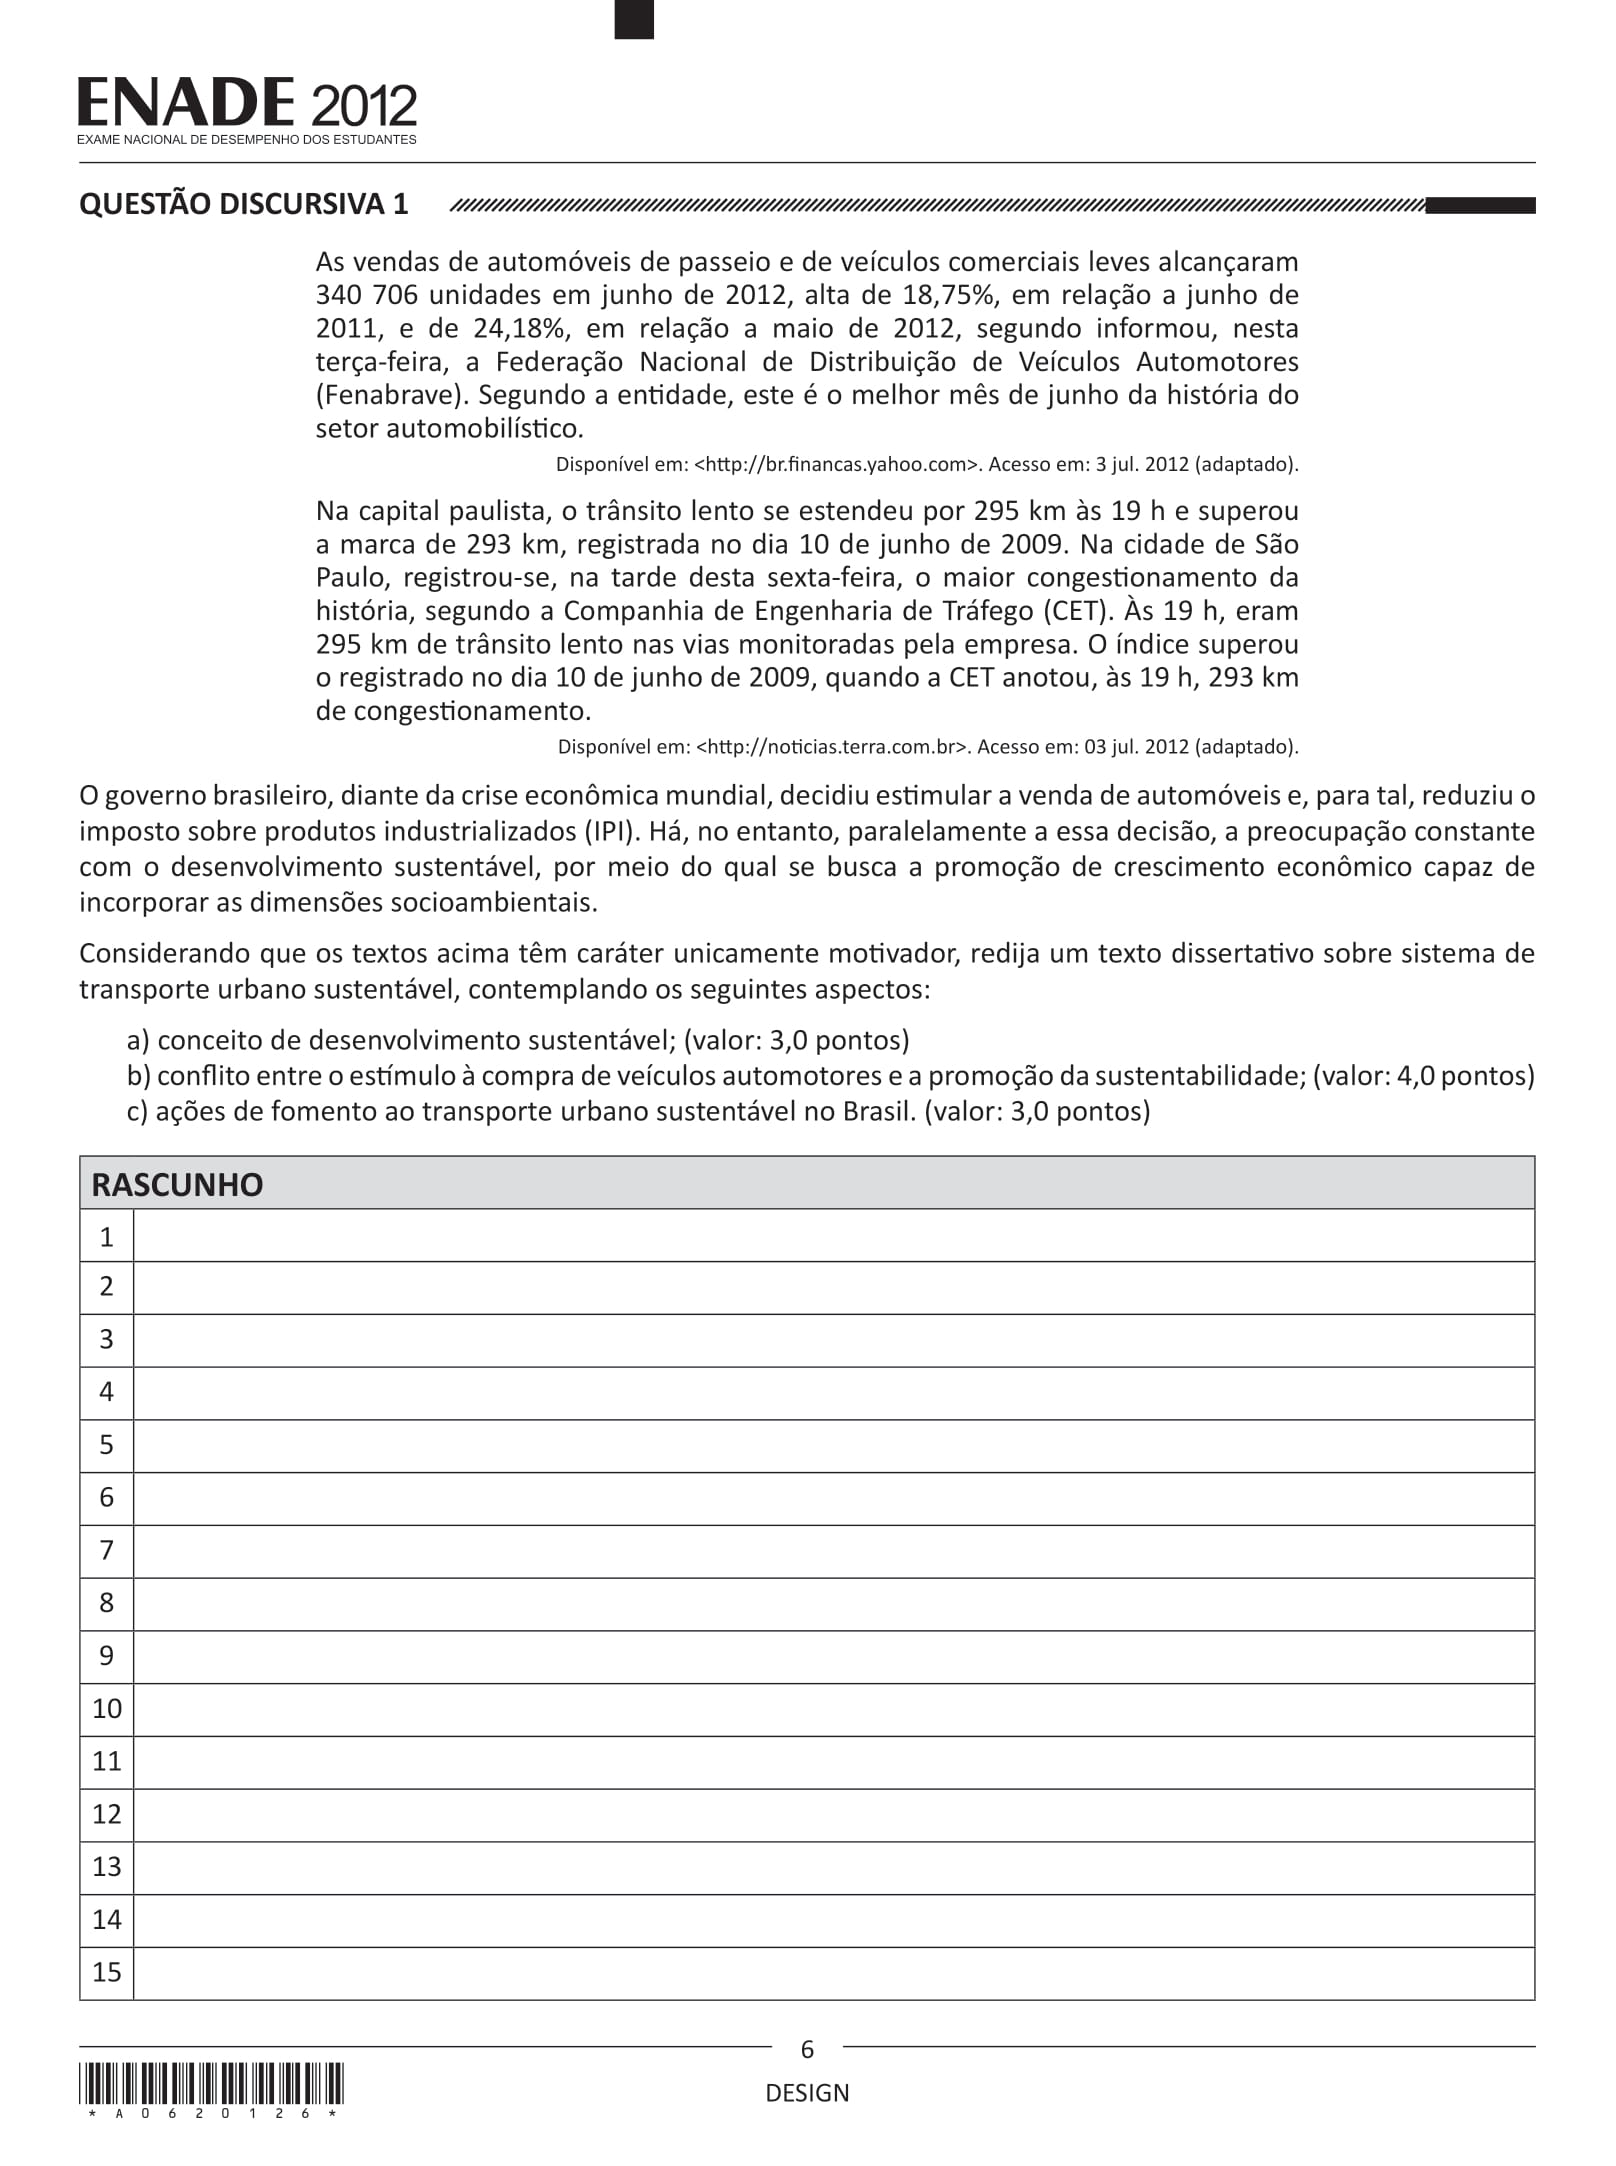 ENADE 2012
EXAME NACIONAL DE DESEMPENHO DOS ESTUDANTES
QUESTÃO DISCURSIVA 1
As vendas de automóveis de passeio e de veículos comerciais leves alcançaram
340 706 unidades em junho de 2012, alta de 18,75%, em relação a junho de
2011, e de 24,18%, em relação a maio de 2012, segundo informou, nesta
terça-feira, a Federação Nacional de Distribuição de Veículos Automotores
(Fenabrave). Segundo a entidade, este é o melhor mês de junho da história do
setor automobilístico.
Disponível em: <http://br.financas.yahoo.com>. Acesso em: 3 jul. 2012 (adaptado).
Na capital paulista, o trânsito lento se estendeu por 295 km às 19 h e superou
a marca de 293 km, registrada no dia 10 de junho de 2009. Na cidade de São
Paulo, registrou-se, na tarde desta sexta-feira, o maior congestionamento da
história, segundo a Companhia de Engenharia de Tráfego (CET). Às 19 h, eram
295 km de trânsito lento nas vias monitoradas pela empresa. O índice superou
o registrado no dia 10 de junho de 2009, quando a CET anotou, às 19 h, 293 km
de congestionamento.
Disponível em: <http://noticias.terra.com.br>. Acesso em: 03 jul. 2012 (adaptado).
O governo brasileiro, diante da crise econômica mundial, decidiu estimular a venda de automóveis e, para tal, reduziu o
imposto sobre produtos industrializados (IPI). Há, no entanto, paralelamente a essa decisão, a preocupação constante
com o desenvolvimento sustentável, por meio do qual se busca a promoção de crescimento econômico capaz de
incorporar as dimensões socioambientais.
Considerando que os textos acima têm caráter unicamente motivador, redija um texto dissertativo sobre sistema de
transporte urbano sustentável, contemplando os seguintes aspectos:
a) conceito de desenvolvimento sustentável; (valor: 3,0 pontos)
b) conflito entre o estímulo à compra de veículos automotores e a promoção da sustentabilidade; (valor: 4,0 pontos)
c) ações de fomento ao transporte urbano sustentável no Brasil. (valor: 3,0 pontos)
RASCUNHO
1
2
3
4
5
6
7
8
9
10
11
12
13
14
15
6
DESIGN
* A 0 6 2 0 1 2 6 *